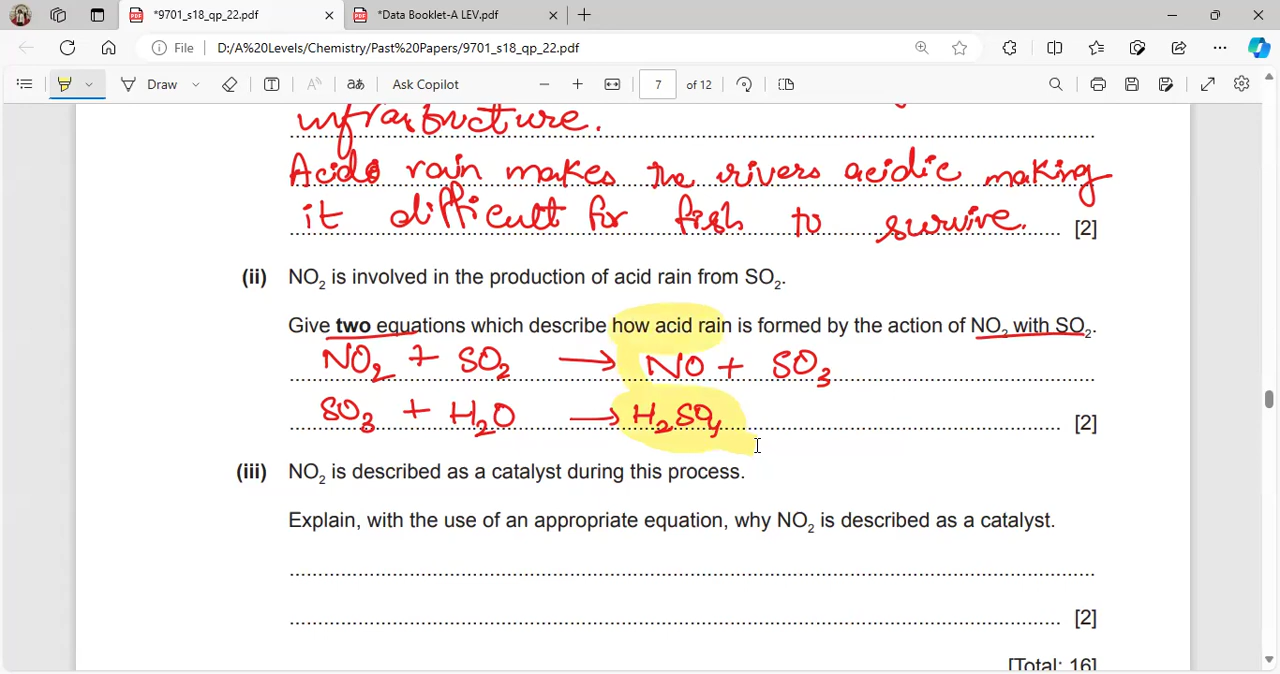 *9701_s18_qp_22.pdf
*Data Booklet-A LEV.pdf
File D:/A%20Levels/Chemistry/Past%20Papers/9701_s18_qp_22.pdf
Draw aあ Ask Copilot 7 of 12
infrastructure.
Acid rain makes the rivers acidic making
it difficult for fish to survive. [2]
(ii) NO2 is involved in the production of acid rain from SO2.
Give two equations which describe how acid rain is formed by the action of NO2 with SO2.
NO2 + SO2 → NO + SO3
SO3 + H2O → H2SO4 [2]
(iii) NO2 is described as a catalyst during this process.
Explain, with the use of an appropriate equation, why NO2 is described as a catalyst.
[2]
[Total: 16]